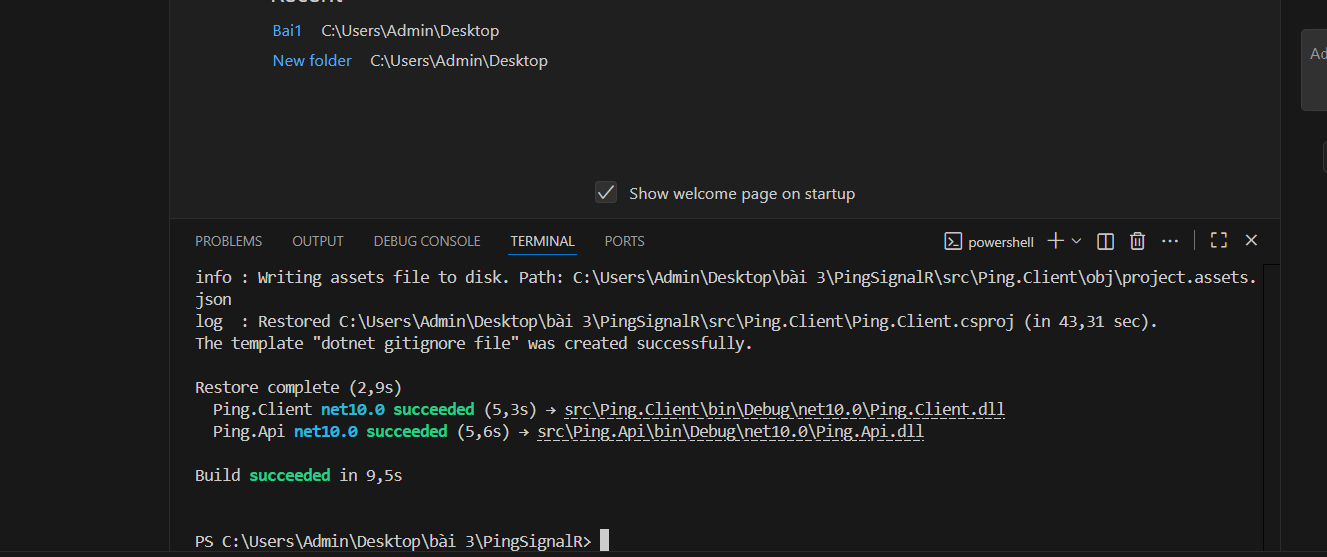 Recent
Bai1 C:\Users\Admin\Desktop
New folder C:\Users\Admin\Desktop
Ad
Show welcome page on startup
PROBLEMS OUTPUT DEBUG CONSOLE TERMINAL PORTS powershell
info : Writing assets file to disk. Path: C:\Users\Admin\Desktop\bài 3\PingSignalR\src\Ping.Client\obj\project.assets.
json
log : Restored C:\Users\Admin\Desktop\bài 3\PingSignalR\src\Ping.Client\Ping.Client.csproj (in 43,31 sec).
The template "dotnet gitignore file" was created successfully.
Restore complete (2,9s)
Ping.Client net10.0 succeeded (5,3s) → src\Ping.Client\bin\Debug\net10.0\Ping.Client.dll
Ping.Api net10.0 succeeded (5,6s) → src\Ping.Api\bin\Debug\net10.0\Ping.Api.dll
Build succeeded in 9,5s
PS C:\Users\Admin\Desktop\bài 3\PingSignalR>